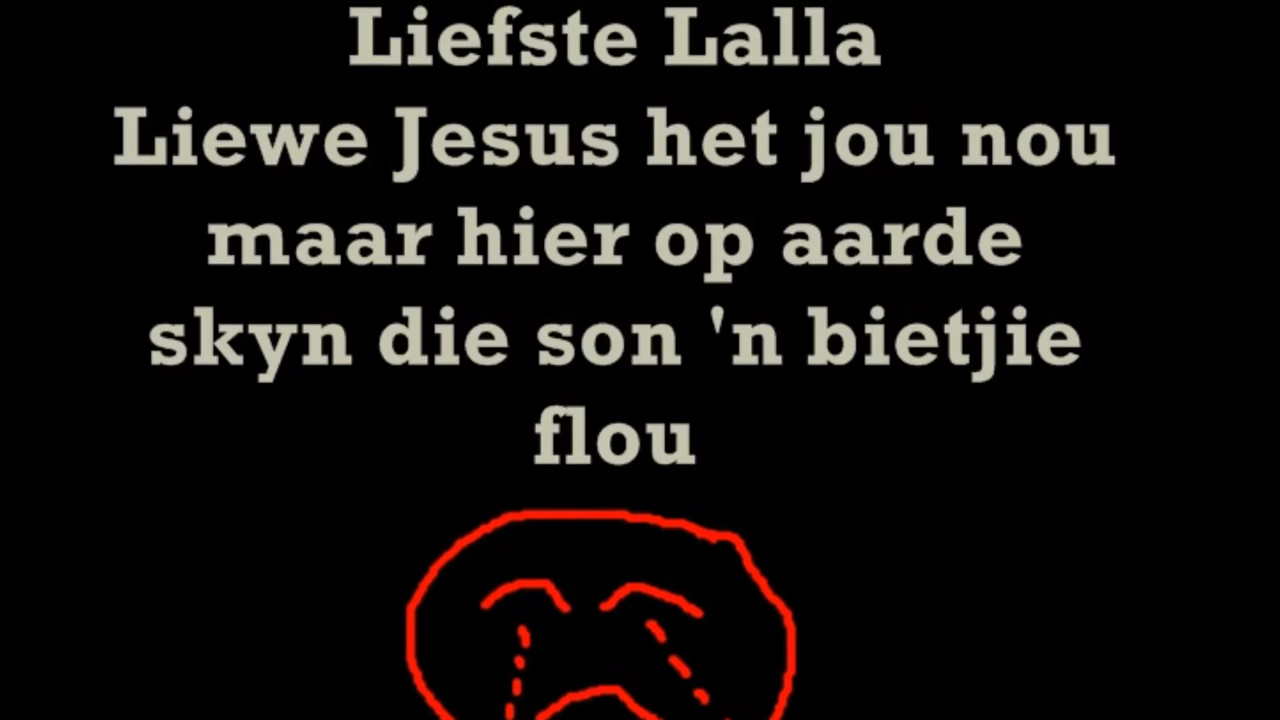 Liefste Lalla
Liewe Jesus het jou nou
maar hier op aarde
skyn die son 'n bietjie
flou